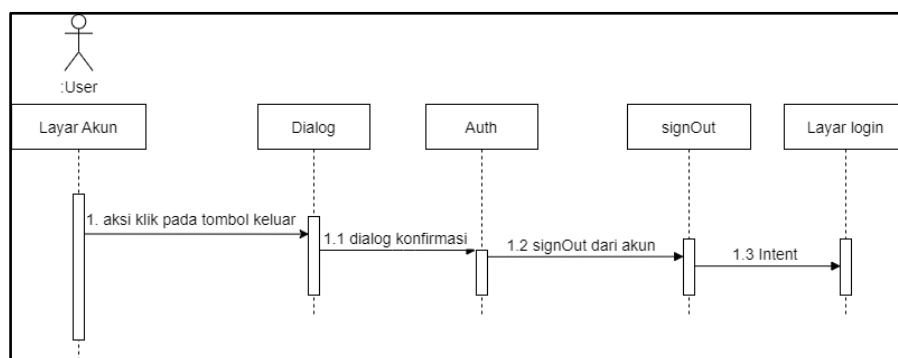 :User
Layar Akun
Dialog
Auth
signOut
Layar login
1. aksi klik pada tombol keluar
1.1 dialog konfirmasi
1.2 signOut dari akun
1.3 Intent